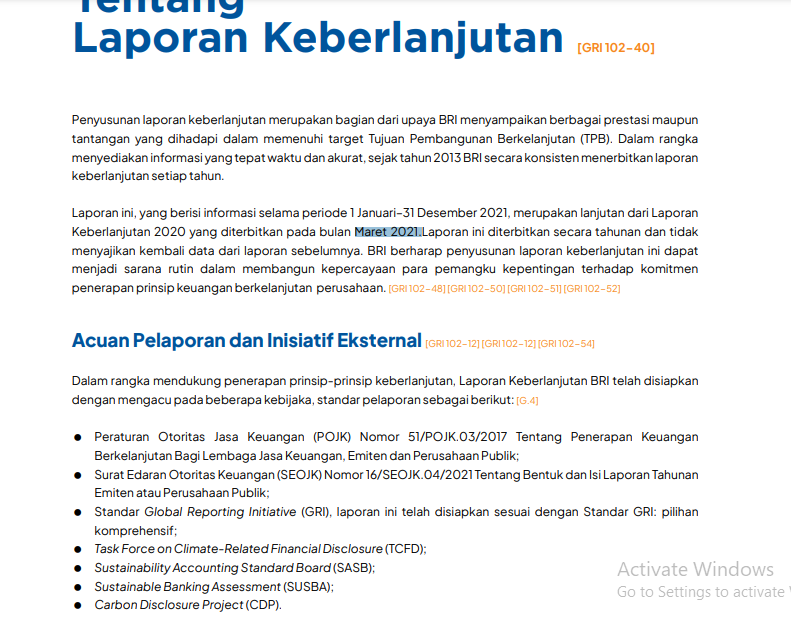 Tentang
Laporan Keberlanjutan [GRI 102-40]
Penyusunan laporan keberlanjutan merupakan bagian dari upaya BRI menyampaikan berbagai prestasi maupun
tantangan yang dihadapi dalam memenuhi target Tujuan Pembangunan Berkelanjutan (TPB). Dalam rangka
menyediakan informasi yang tepat waktu dan akurat, sejak tahun 2013 BRI secara konsisten menerbitkan laporan
keberlanjutan setiap tahun.
Laporan ini, yang berisi informasi selama periode 1 Januari–31 Desember 2021, merupakan lanjutan dari Laporan
Keberlanjutan 2020 yang diterbitkan pada bulan Maret 2021.Laporan ini diterbitkan secara tahunan dan tidak
menyajikan kembali data dari laporan sebelumnya. BRI berharap penyusunan laporan keberlanjutan ini dapat
menjadi sarana rutin dalam membangun kepercayaan para pemangku kepentingan terhadap komitmen
penerapan prinsip keuangan berkelanjutan perusahaan. [GRI 102-48] [GRI 102-50] [GRI 102-51] [GRI 102-52]
Acuan Pelaporan dan Inisiatif Eksternal [GRI 102-12] [GRI 102-12] [GRI 102-54]
Dalam rangka mendukung penerapan prinsip-prinsip keberlanjutan, Laporan Keberlanjutan BRI telah disiapkan
dengan mengacu pada beberapa kebijaka, standar pelaporan sebagai berikut: [G.4]
● Peraturan Otoritas Jasa Keuangan (POJK) Nomor 51/POJK.03/2017 Tentang Penerapan Keuangan
Berkelanjutan Bagi Lembaga Jasa Keuangan, Emiten dan Perusahaan Publik;
● Surat Edaran Otoritas Keuangan (SEOJK) Nomor 16/SEOJK.04/2021 Tentang Bentuk dan Isi Laporan Tahunan
Emiten atau Perusahaan Publik;
● Standar Global Reporting Initiative (GRI), laporan ini telah disiapkan sesuai dengan Standar GRI: pilihan
komprehensif;
● Task Force on Climate-Related Financial Disclosure (TCFD);
● Sustainability Accounting Standard Board (SASB);
● Sustainable Banking Assessment (SUSBA);
● Carbon Disclosure Project (CDP).
Activate Windows
Go to Settings to activate